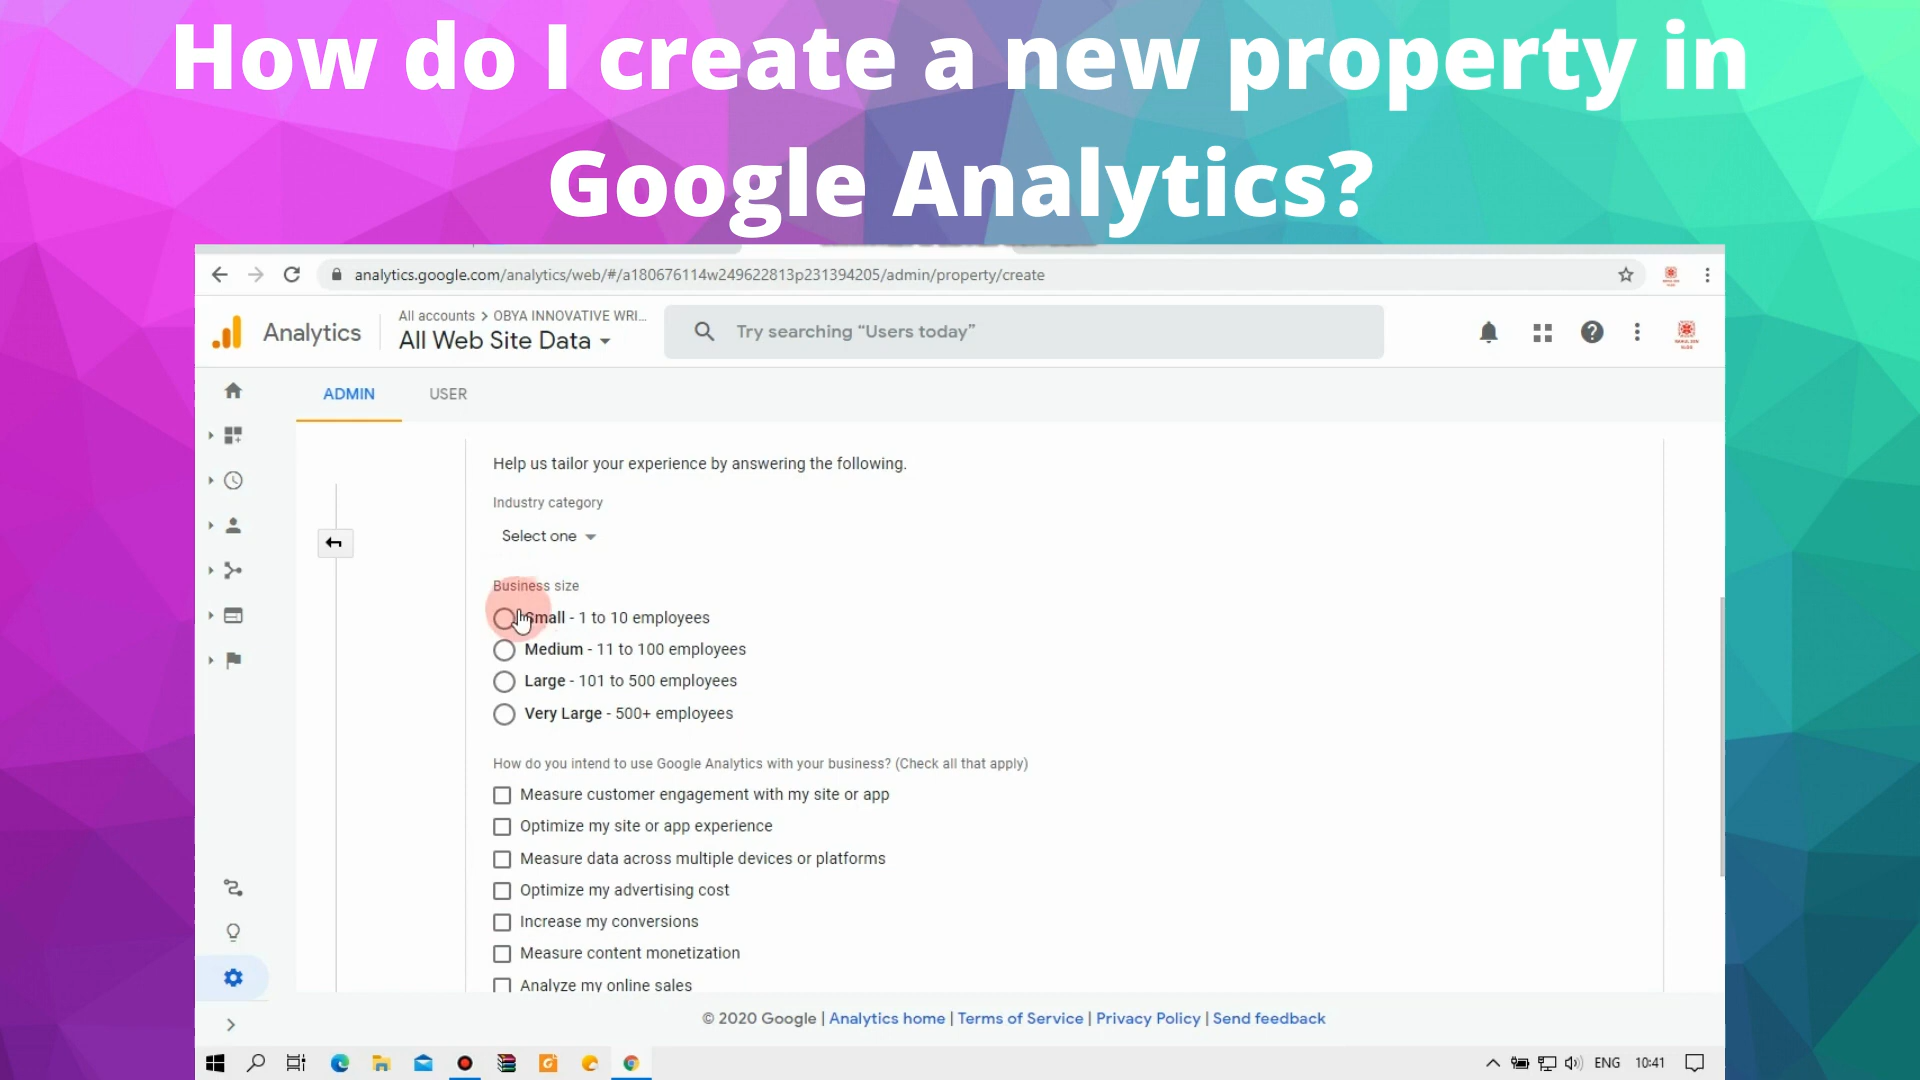 How do I create a new property in
Google Analytics?
analytics.google.com/analytics/web/#/a180676114w249622813p231394205/admin/property/create
Analytics
All accounts > OBYA INNOVATIVE WRI...
All Web Site Data
Try searching “Users today”
ADMIN USER
Help us tailor your experience by answering the following.
Industry category
Select one
Business size
Small - 1 to 10 employees
Medium - 11 to 100 employees
Large - 101 to 500 employees
Very Large - 500+ employees
How do you intend to use Google Analytics with your business? (Check all that apply)
Measure customer engagement with my site or app
Optimize my site or app experience
Measure data across multiple devices or platforms
Optimize my advertising cost
Increase my conversions
Measure content monetization
Analyze my online sales
© 2020 Google | Analytics home | Terms of Service | Privacy Policy | Send feedback
ENG 10:41